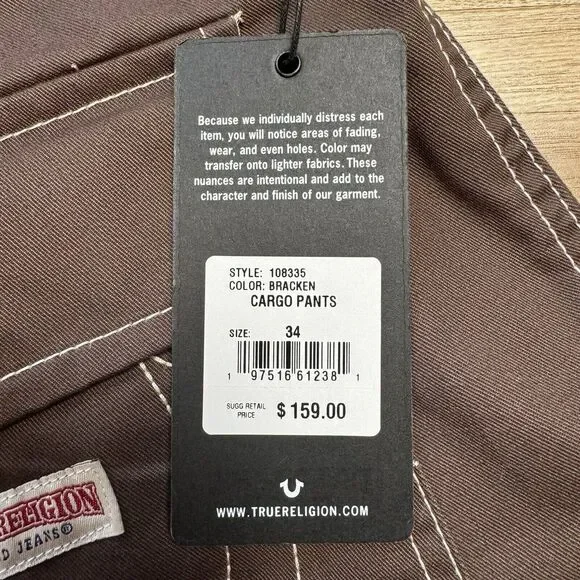 Because we individually distress each
item, you will notice areas of fading,
wear, and even holes. Color may
transfer onto lighter fabrics. These
nuances are intentional and add to the
character and finish of our garment.
STYLE: 108335
COLOR: BRACKEN
CARGO PANTS
SIZE: 34
1 97516 61238 1
SUGG RETAIL
PRICE $ 159.00
WWW.TRUERELIGION.COM
RELIGION
D JEANS®